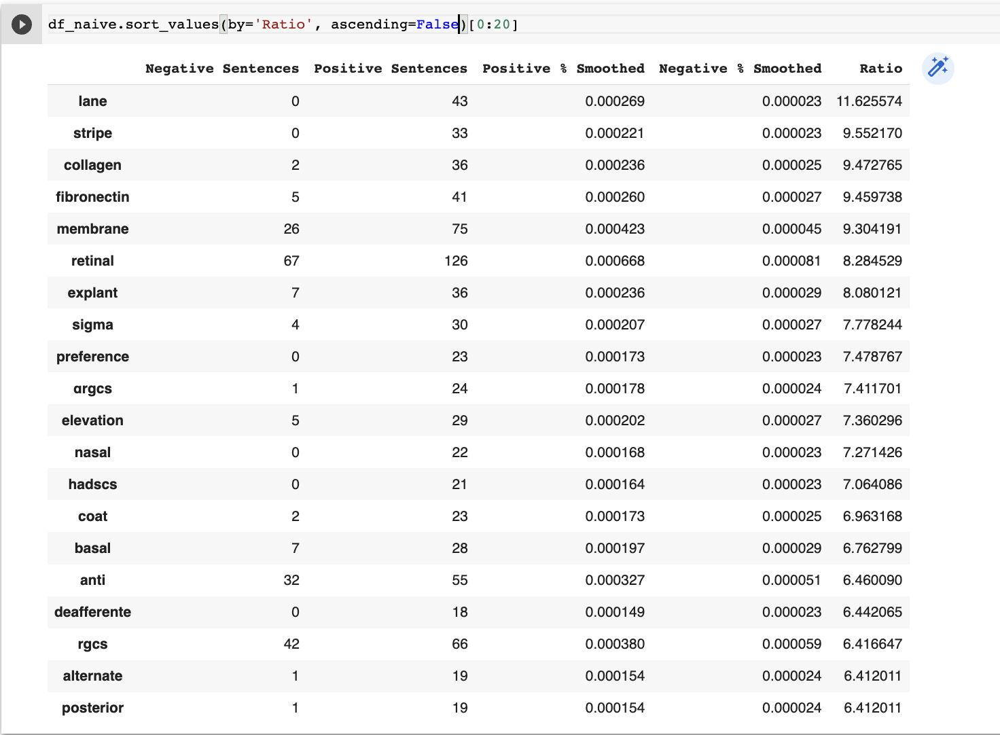 df_naive.sort_values(by='Ratio', ascending=False)[0:20]
Negative Sentences Positive Sentences Positive % Smoothed Negative % Smoothed Ratio
lane 0 43 0.000269 0.000023 11.625574
stripe 0 33 0.000221 0.000023 9.552170
collagen 2 36 0.000236 0.000025 9.472765
fibronectin 5 41 0.000260 0.000027 9.459738
membrane 26 75 0.000423 0.000045 9.304191
retinal 67 126 0.000668 0.000081 8.284529
explant 7 36 0.000236 0.000029 8.080121
sigma 4 30 0.000207 0.000027 7.778244
preference 0 23 0.000173 0.000023 7.478767
αrgcs 1 24 0.000178 0.000024 7.411701
elevation 5 29 0.000202 0.000027 7.360296
nasal 0 22 0.000168 0.000023 7.271426
hadscs 0 21 0.000164 0.000023 7.064086
coat 2 23 0.000173 0.000025 6.963168
basal 7 28 0.000197 0.000029 6.762799
anti 32 55 0.000327 0.000051 6.460090
deafferente 0 18 0.000149 0.000023 6.442065
rgcs 42 66 0.000380 0.000059 6.416647
alternate 1 19 0.000154 0.000024 6.412011
posterior 1 19 0.000154 0.000024 6.412011